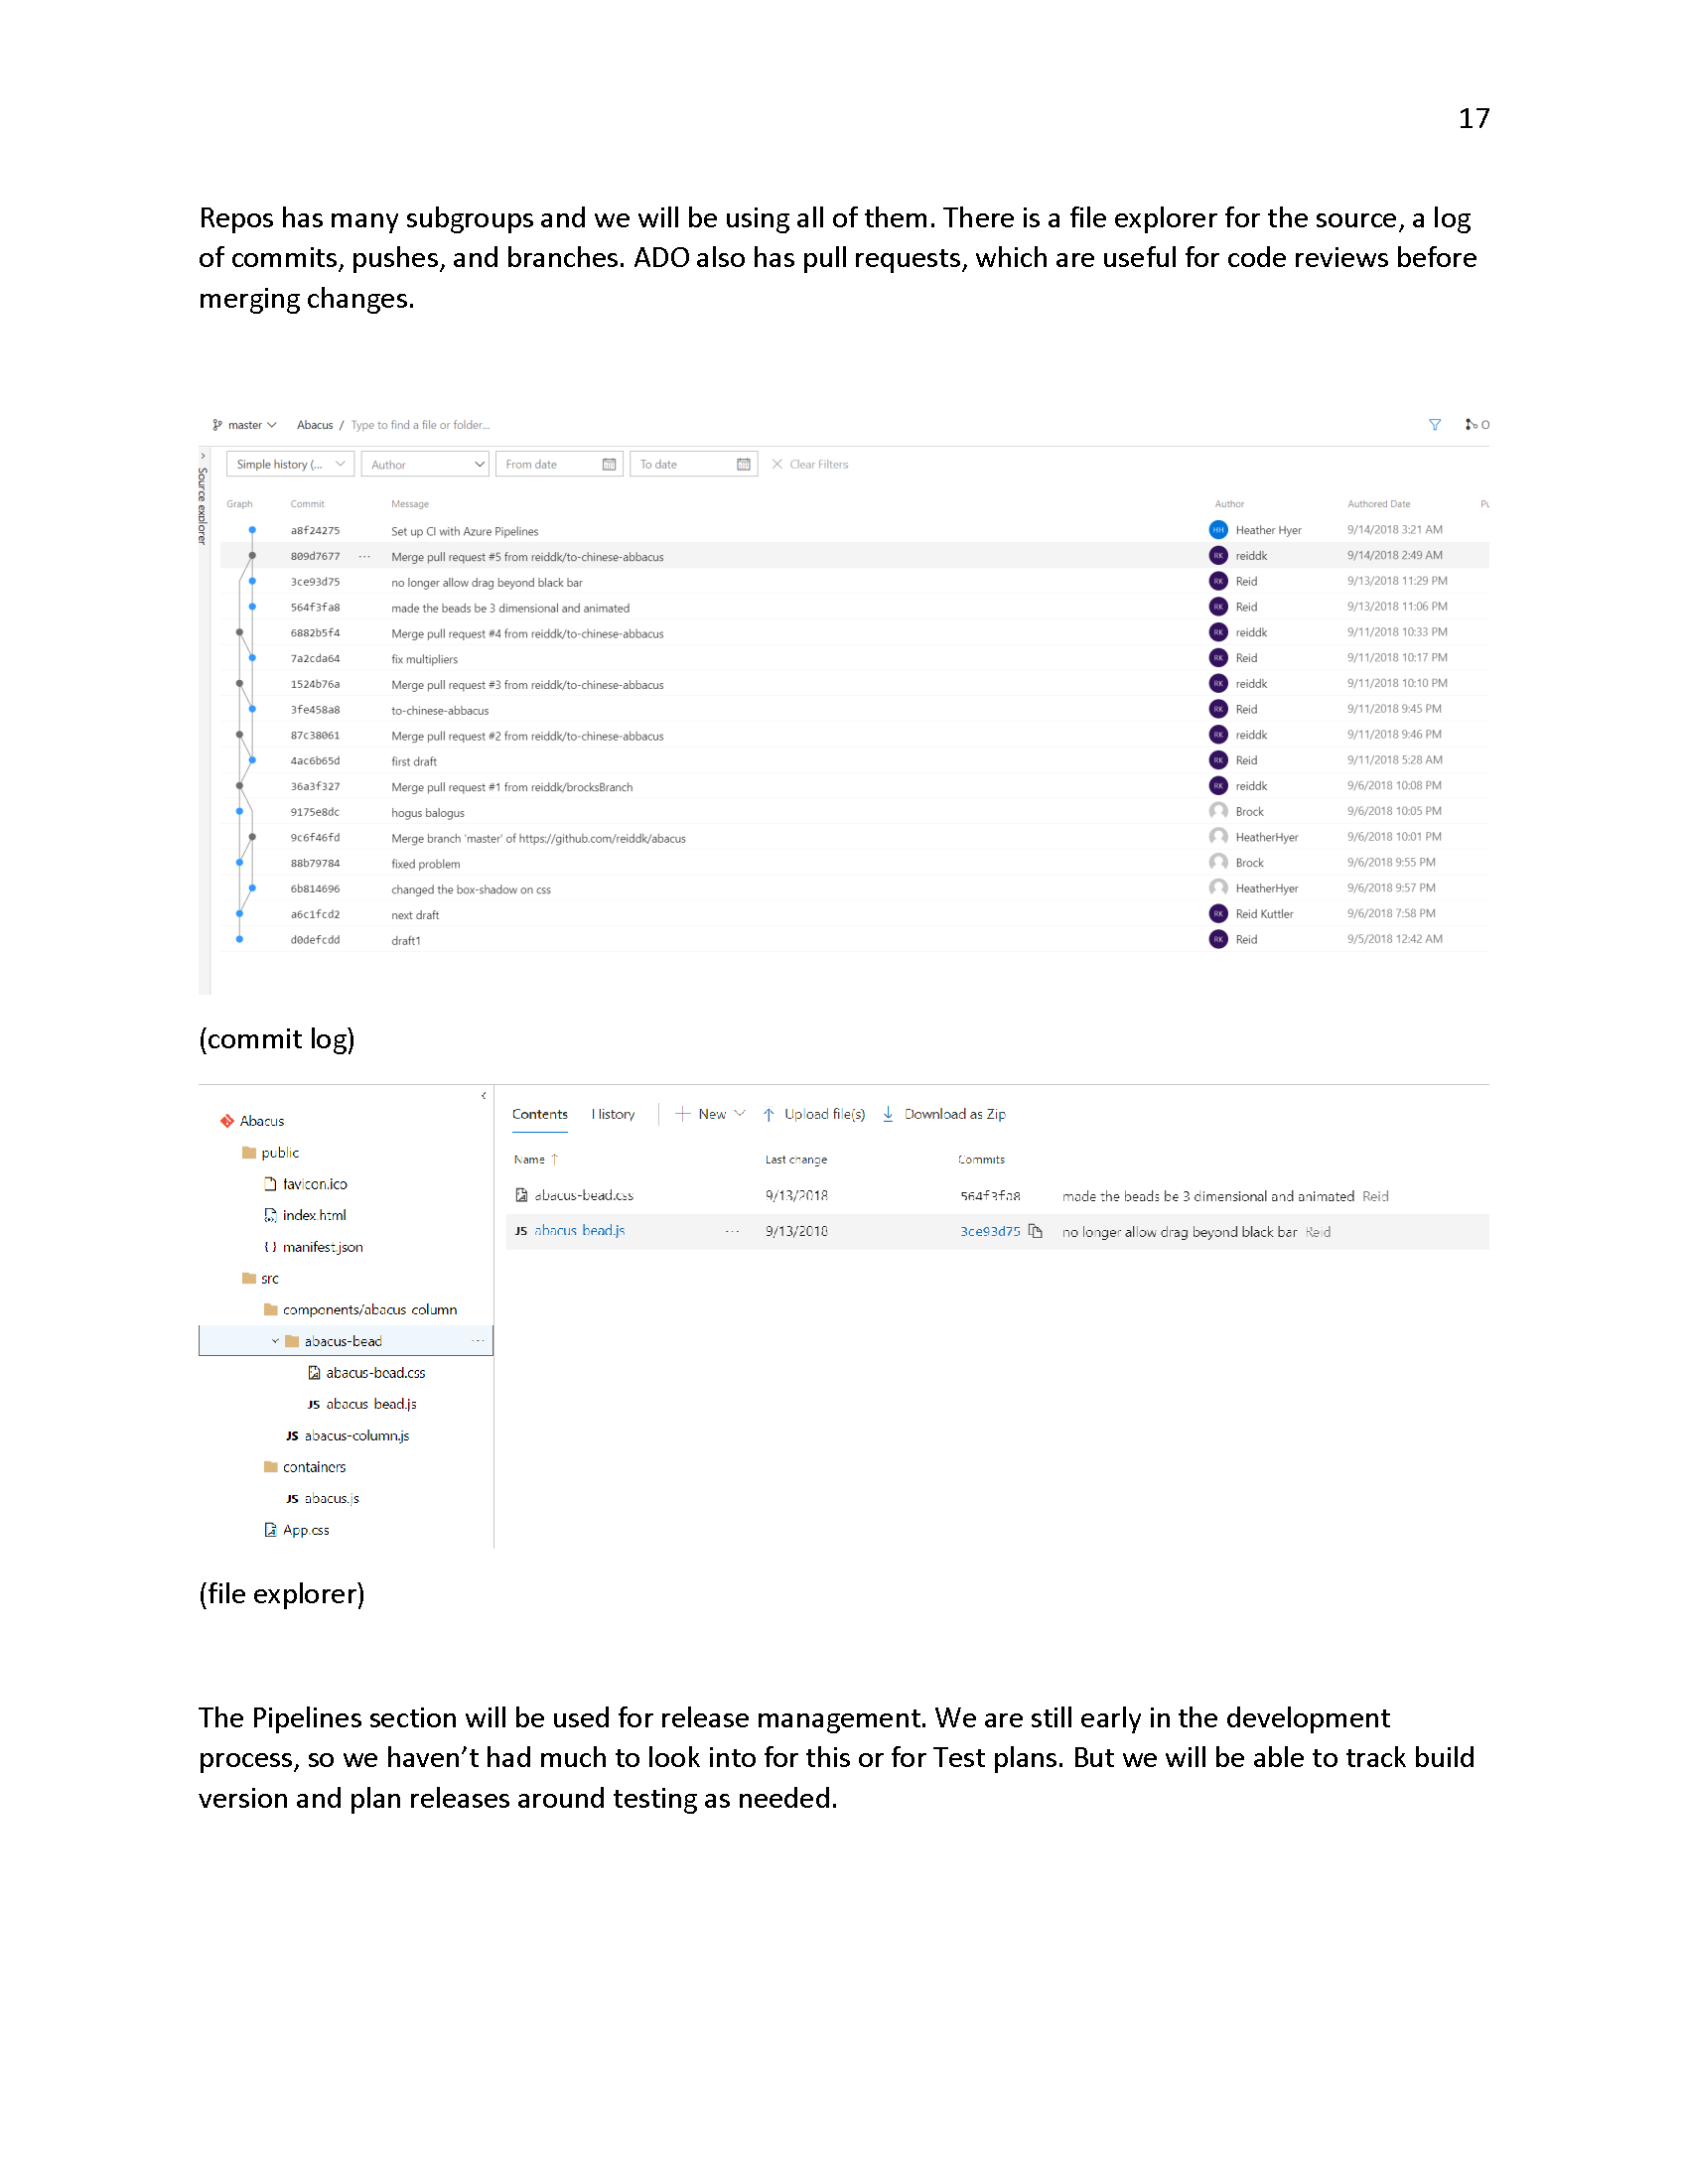 17
Repos has many subgroups and we will be using all of them. There is a file explorer for the source, a log
of commits, pushes, and branches. ADO also has pull requests, which are useful for code reviews before
merging changes.
master Abacus / Type to find a file or folder...
Source explorer
Simple history (... Author From date To date Clear Filters
Graph Commit Message Author Authored Date
a8f24275 Set up CI with Azure Pipelines HH Heather Hyer 9/14/2018 3:21 AM
809d7677 ... Merge pull request #5 from reiddk/to-chinese-abbacus RK reiddk 9/14/2018 2:49 AM
3ce93d75 no longer allow drag beyond black bar RK Reid 9/13/2018 11:29 PM
564f3fa8 made the beads be 3 dimensional and animated RK Reid 9/13/2018 11:06 PM
6882b5f4 Merge pull request #4 from reiddk/to-chinese-abbacus RK reiddk 9/11/2018 10:33 PM
7a2cda64 fix multipliers RK Reid 9/11/2018 10:17 PM
1524b76a Merge pull request #3 from reiddk/to-chinese-abbacus RK reiddk 9/11/2018 10:10 PM
3fe458a8 to-chinese-abbacus RK Reid 9/11/2018 9:45 PM
87c38061 Merge pull request #2 from reiddk/to-chinese-abbacus RK reiddk 9/11/2018 9:46 PM
4ac6b65d first draft RK Reid 9/11/2018 5:28 AM
36a3f327 Merge pull request #1 from reiddk/brocksBranch RK reiddk 9/6/2018 10:08 PM
9175e8dc hogus balogus Brock 9/6/2018 10:05 PM
9c6f46fd Merge branch 'master' of https://github.com/reiddk/abacus HeatherHyer 9/6/2018 10:01 PM
88b79784 fixed problem Brock 9/6/2018 9:55 PM
6b814696 changed the box-shadow on css HeatherHyer 9/6/2018 9:57 PM
a6c1fcd2 next draft RK Reid Kuttler 9/6/2018 7:58 PM
d0defcdd draft1 RK Reid 9/5/2018 12:42 AM
(commit log)
Abacus
public
favicon.ico
index.html
manifest.json
src
components/abacus-column
abacus-bead ...
abacus-bead.css
JS abacus-bead.js
JS abacus-column.js
containers
JS abacus.js
App.css
Contents History New Upload file(s) Download as Zip
Name Last change Commits
abacus-bead.css 9/13/2018 564f3fa8 made the beads be 3 dimensional and animated Reid
JS abacus-bead.js ... 9/13/2018 3ce93d75 no longer allow drag beyond black bar Reid
(file explorer)
The Pipelines section will be used for release management. We are still early in the development
process, so we haven’t had much to look into for this or for Test plans. But we will be able to track build
version and plan releases around testing as needed.